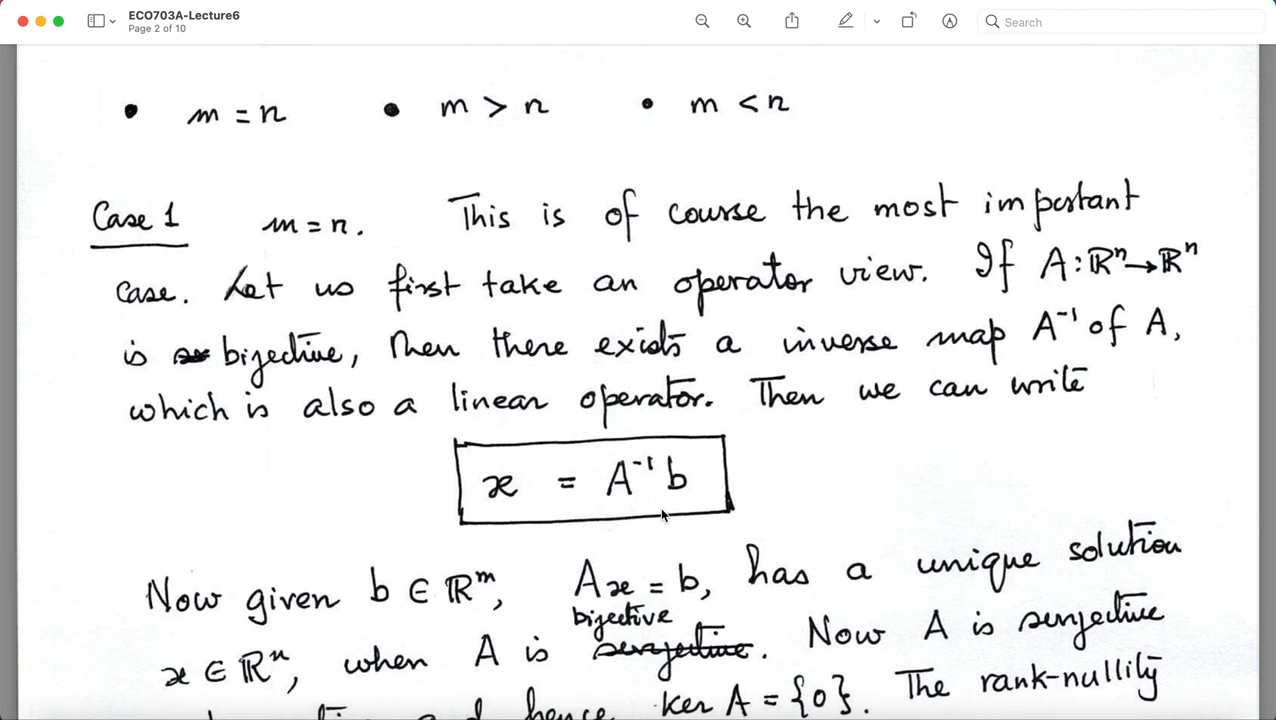 ECO703A-Lecture6
Page 2 of 10
Search
• m = n • m > n • m < n
Case 1 m = n. This is of course the most important
case. Let us first take an operator view. If A : ℝⁿ → ℝⁿ
is bijective, then there exists a inverse map A⁻¹ of A,
which is also a linear operator. Then we can write
x = A⁻¹ b
Now given b ∈ ℝᵐ, Ax = b, has a unique solution
bijective
x ∈ ℝⁿ, when A is surjective. Now A is surjective
and hence ker A = {0}. The rank-nullity